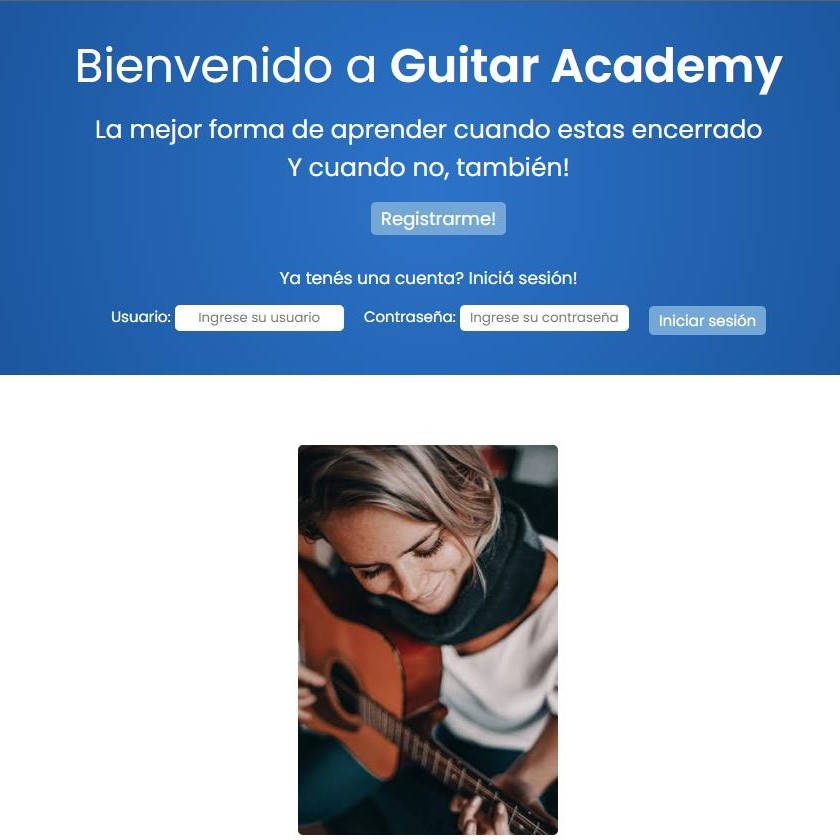 Bienvenido a Guitar Academy
La mejor forma de aprender cuando estas encerrado
Y cuando no, también!
Registrarme!
Ya tenés una cuenta? Iniciá sesión!
Usuario: Ingrese su usuario Contraseña: Ingrese su contraseña Iniciar sesión